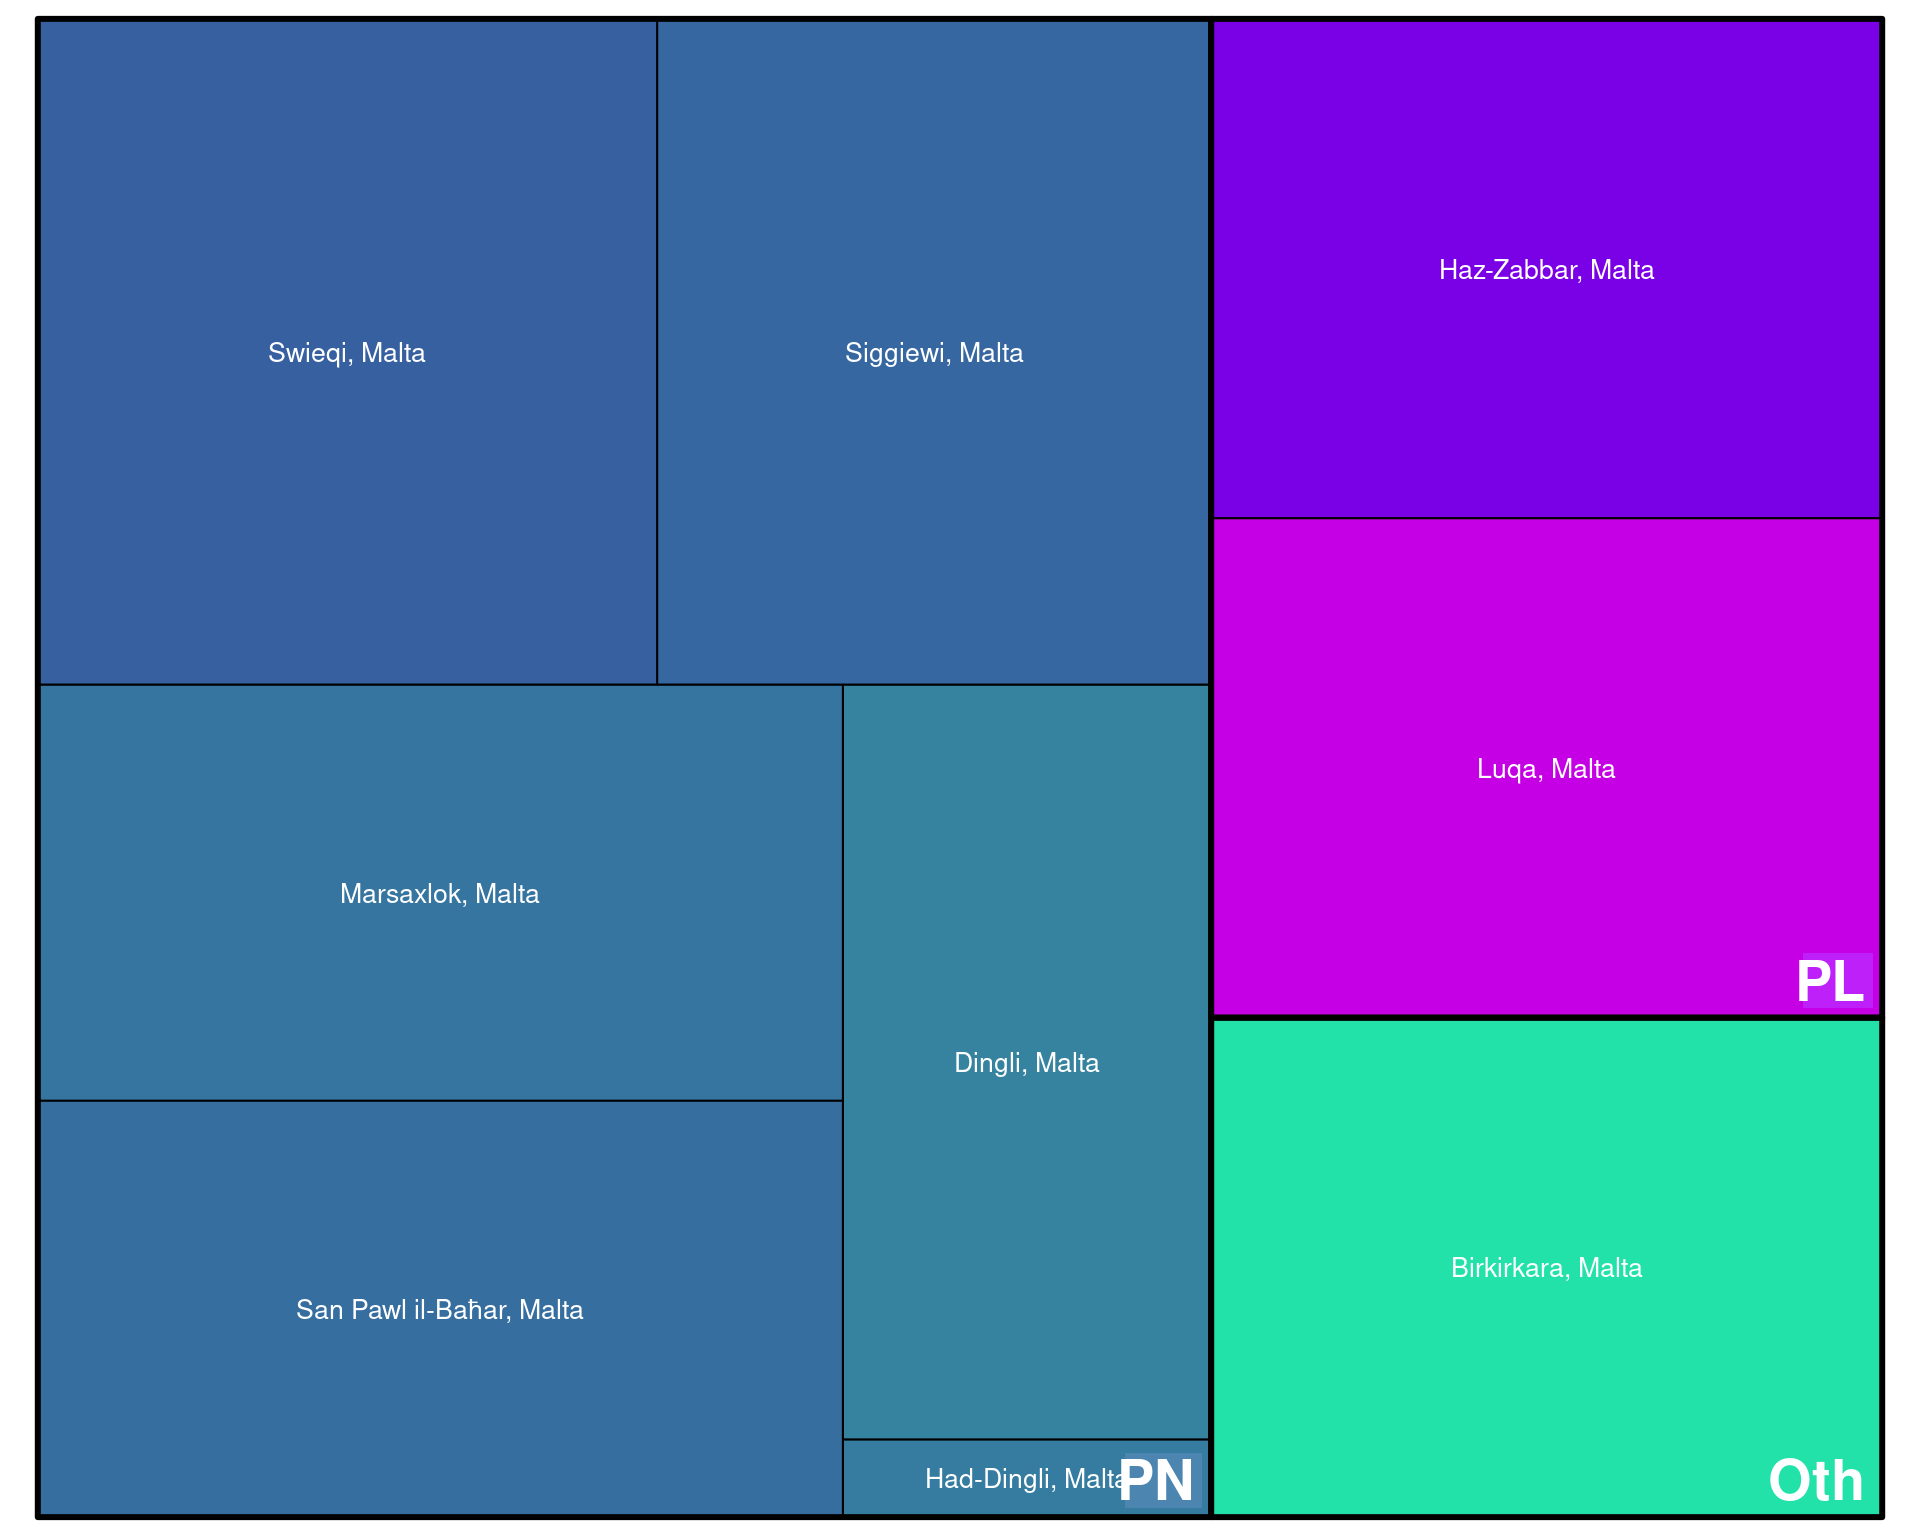 Swieqi, Malta
Siggiewi, Malta
Haz-Zabbar, Malta
Luqa, Malta
PL
Marsaxlok, Malta
Dingli, Malta
San Pawl il-Baħar, Malta
Had-Dingli, Malta
PN
Birkirkara, Malta
Oth